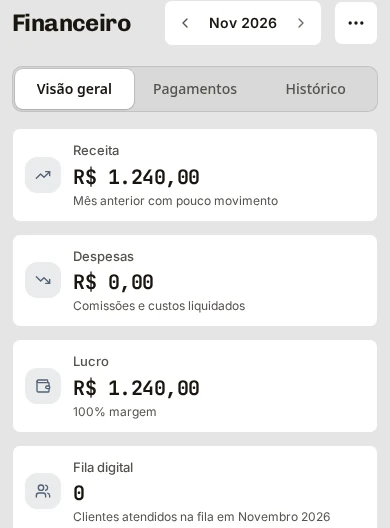 Financeiro
Nov 2026
Visão geral
Pagamentos
Histórico
Receita
R$ 1.240,00
Mês anterior com pouco movimento
Despesas
R$ 0,00
Comissões e custos liquidados
Lucro
R$ 1.240,00
100% margem
Fila digital
0
Clientes atendidos na fila em Novembro 2026